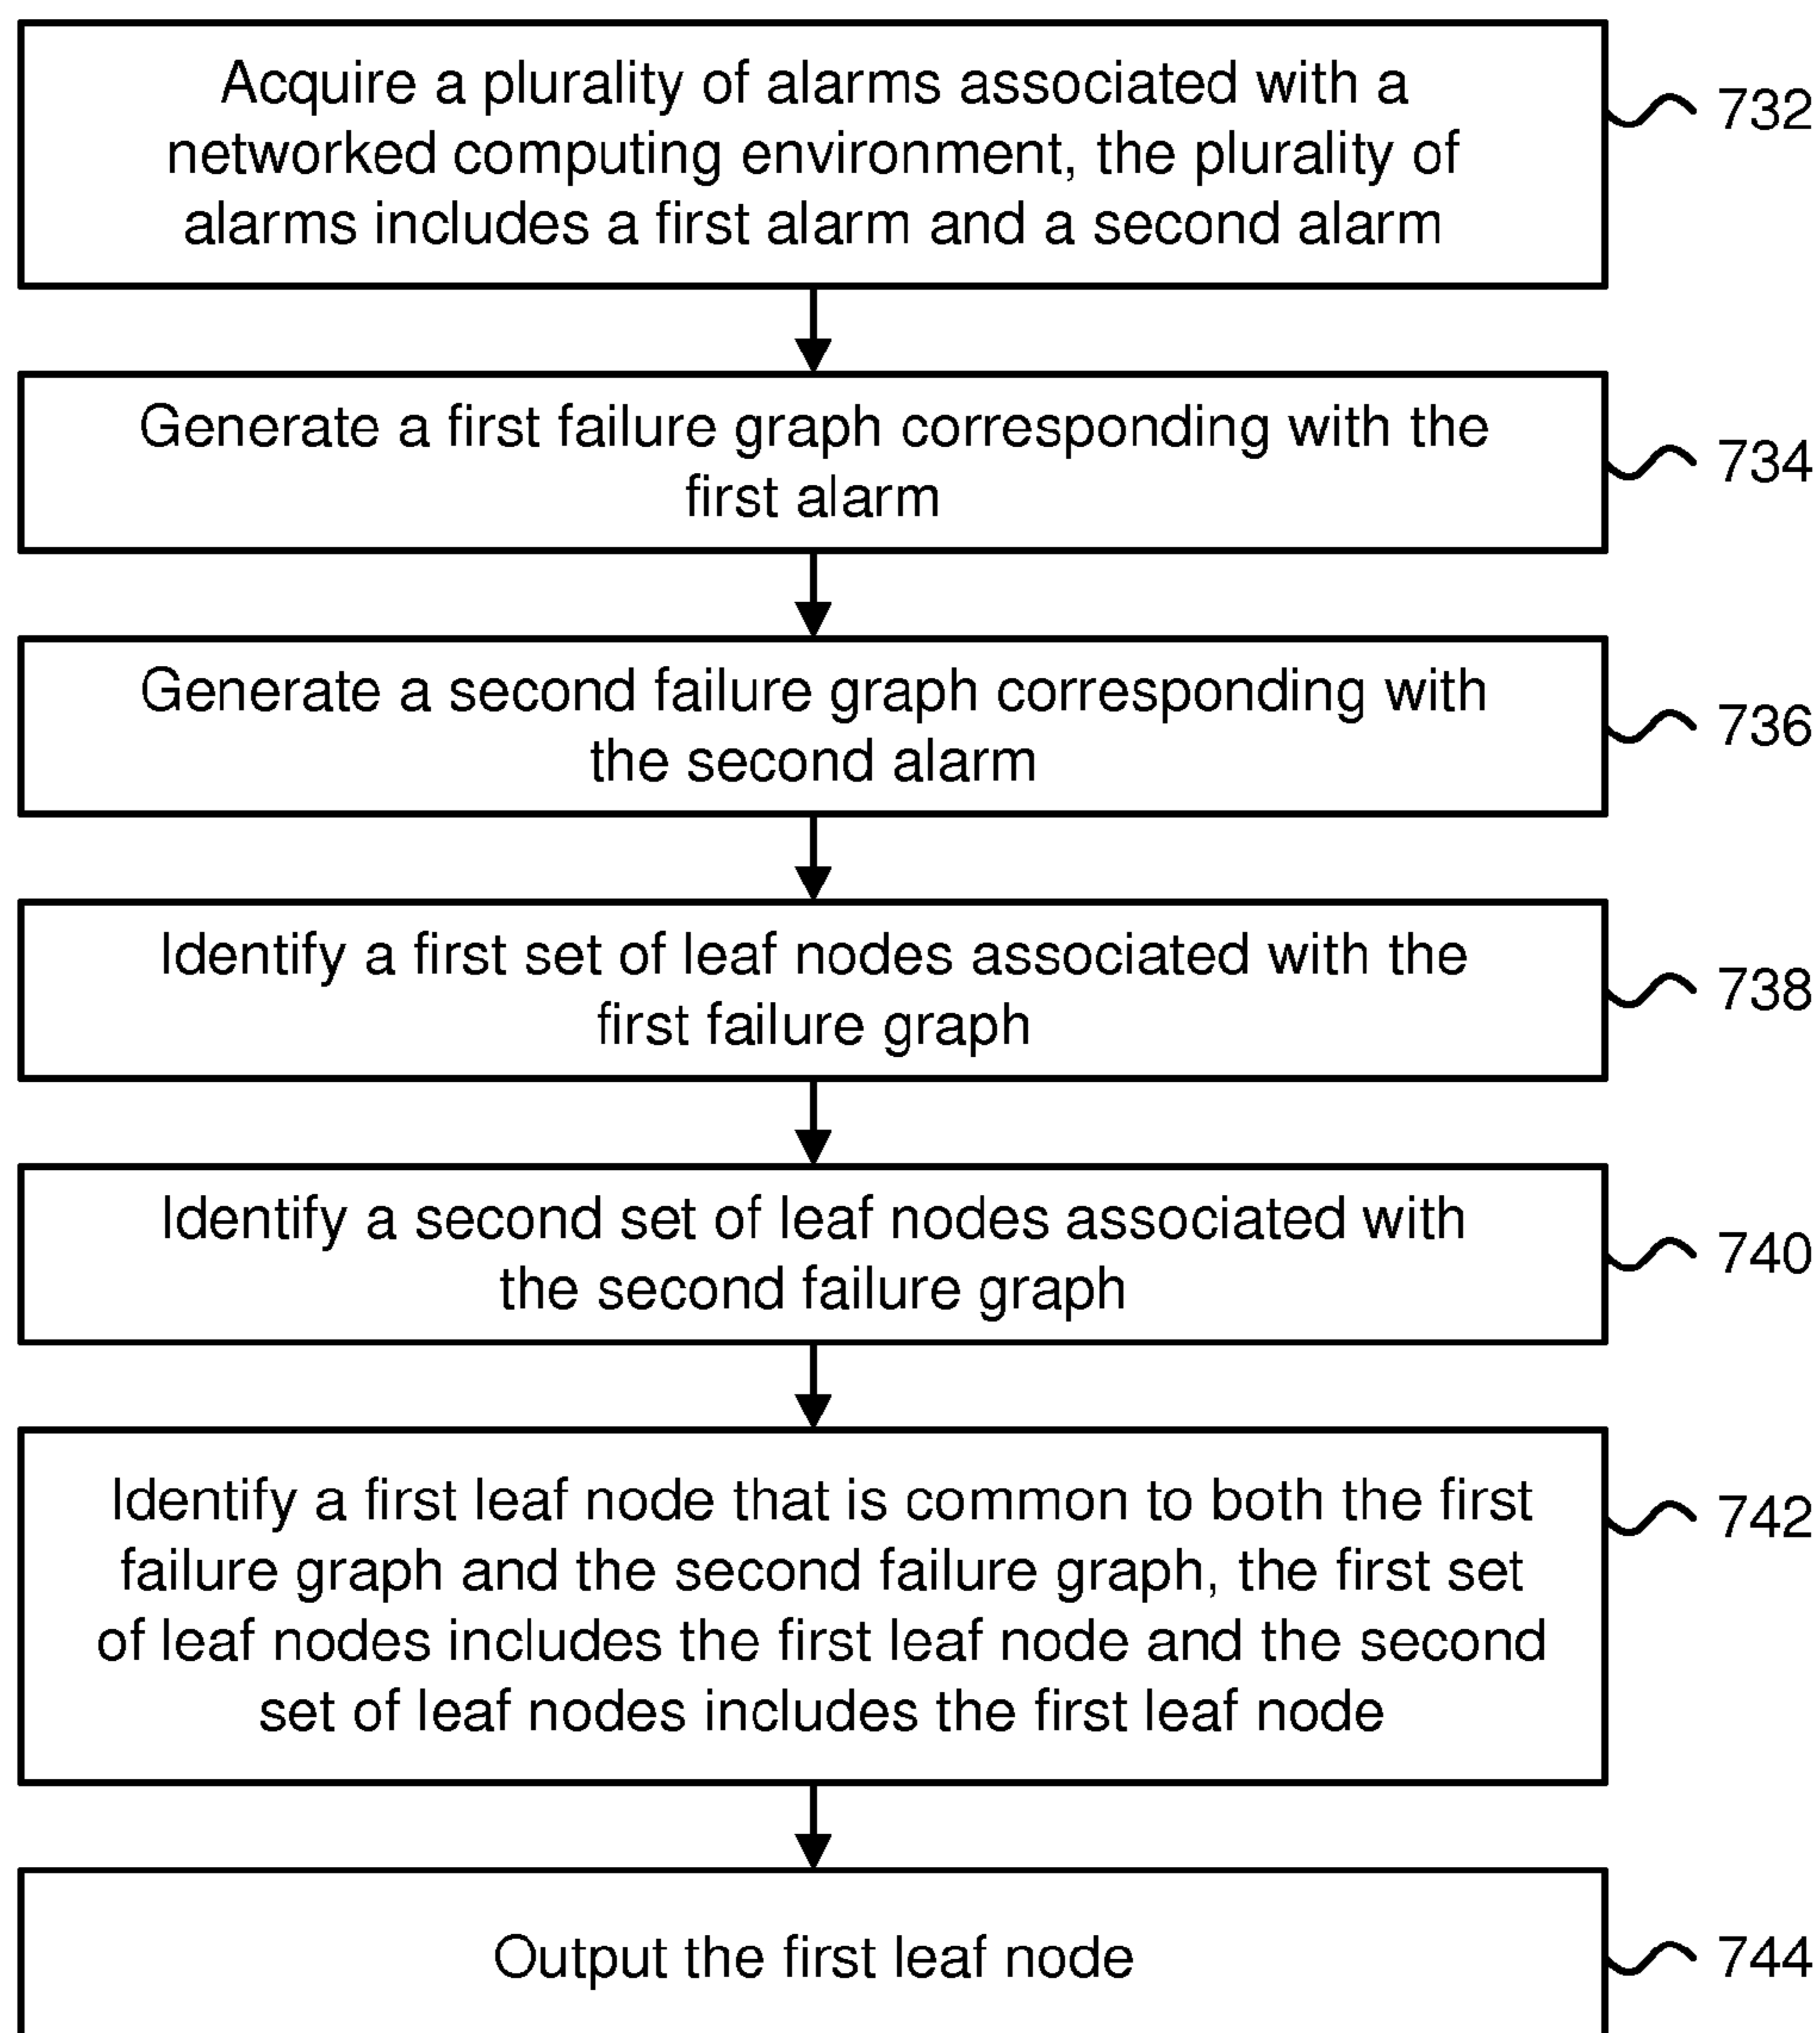 Acquire a plurality of alarms associated with a
networked computing environment, the plurality of
alarms includes a first alarm and a second alarm
732
Generate a first failure graph corresponding with the
first alarm
734
Generate a second failure graph corresponding with
the second alarm
736
Identify a first set of leaf nodes associated with the
first failure graph
738
Identify a second set of leaf nodes associated with
the second failure graph
740
Identify a first leaf node that is common to both the first
failure graph and the second failure graph, the first set
of leaf nodes includes the first leaf node and the second
set of leaf nodes includes the first leaf node
742
Output the first leaf node
744